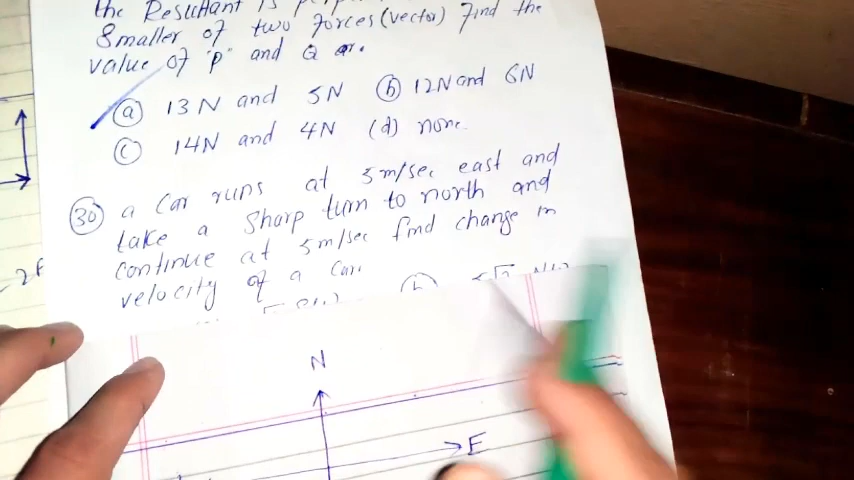 the Resultant is
Smaller of two forces (vector) find the
value of "P" and Q ar.
(a) 13 N and 5N (b) 12N and 6N
(c) 14N and 4N (d) none.
(30) a Car runs at 5m/sec east and
take a Sharp turn to north and
continue at 5m/sec find change in
velocity of a Car.
(b)
N
E